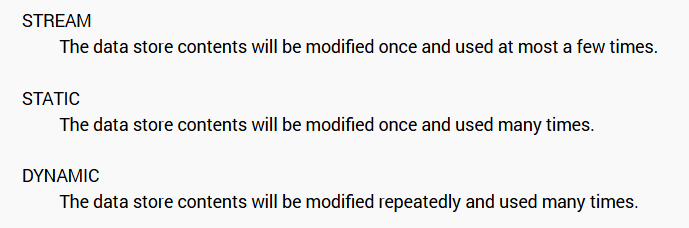 STREAM
The data store contents will be modified once and used at most a few times.
STATIC
The data store contents will be modified once and used many times.
DYNAMIC
The data store contents will be modified repeatedly and used many times.